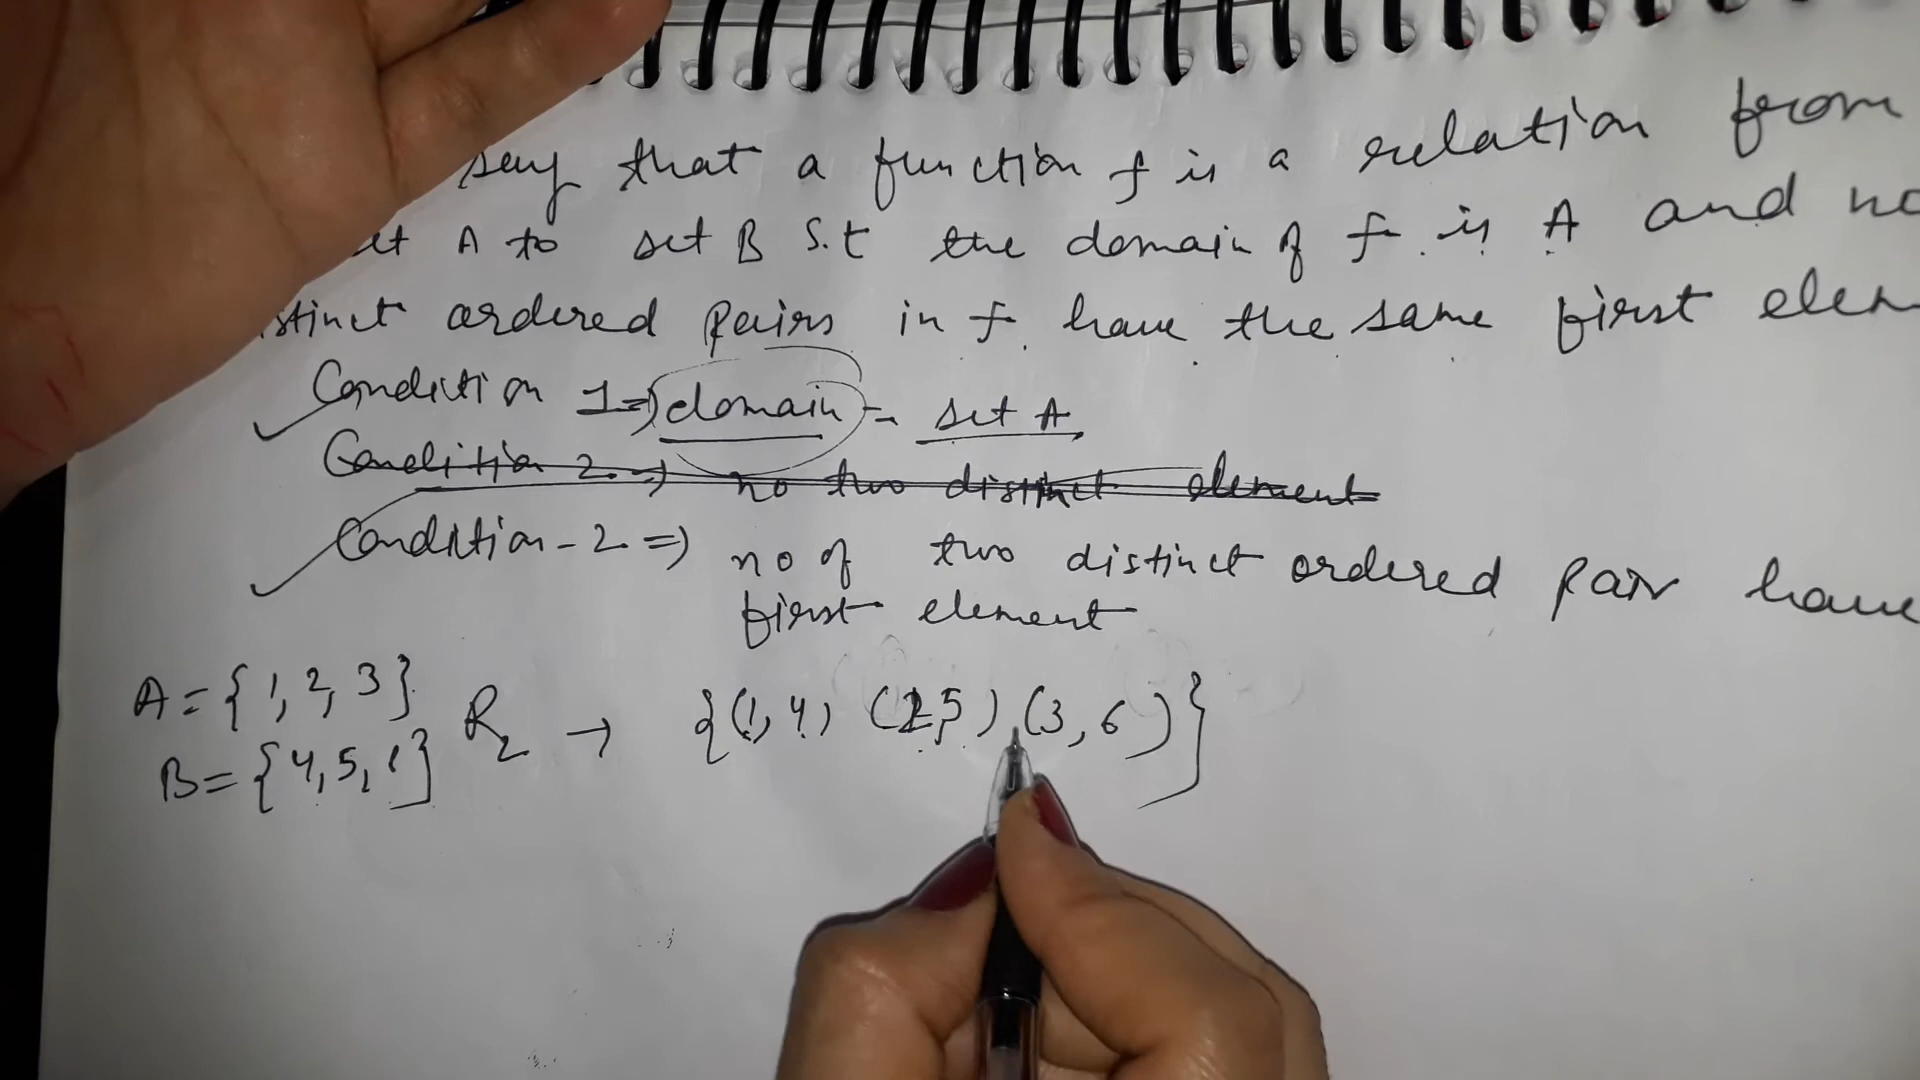 say that a function f is a relation from
set A to set B s.t the domain of f is A and no
distinct ordered pairs in f have the same first elem
Condition 1 => domain = set A
Condition 2 => no two distinct element
Condition - 2 => no of two distinct ordered pair have
first element
A = {1, 2, 3}
R2 → {(1, 4) (2, 5), (3, 6)}
B = {4, 5, }